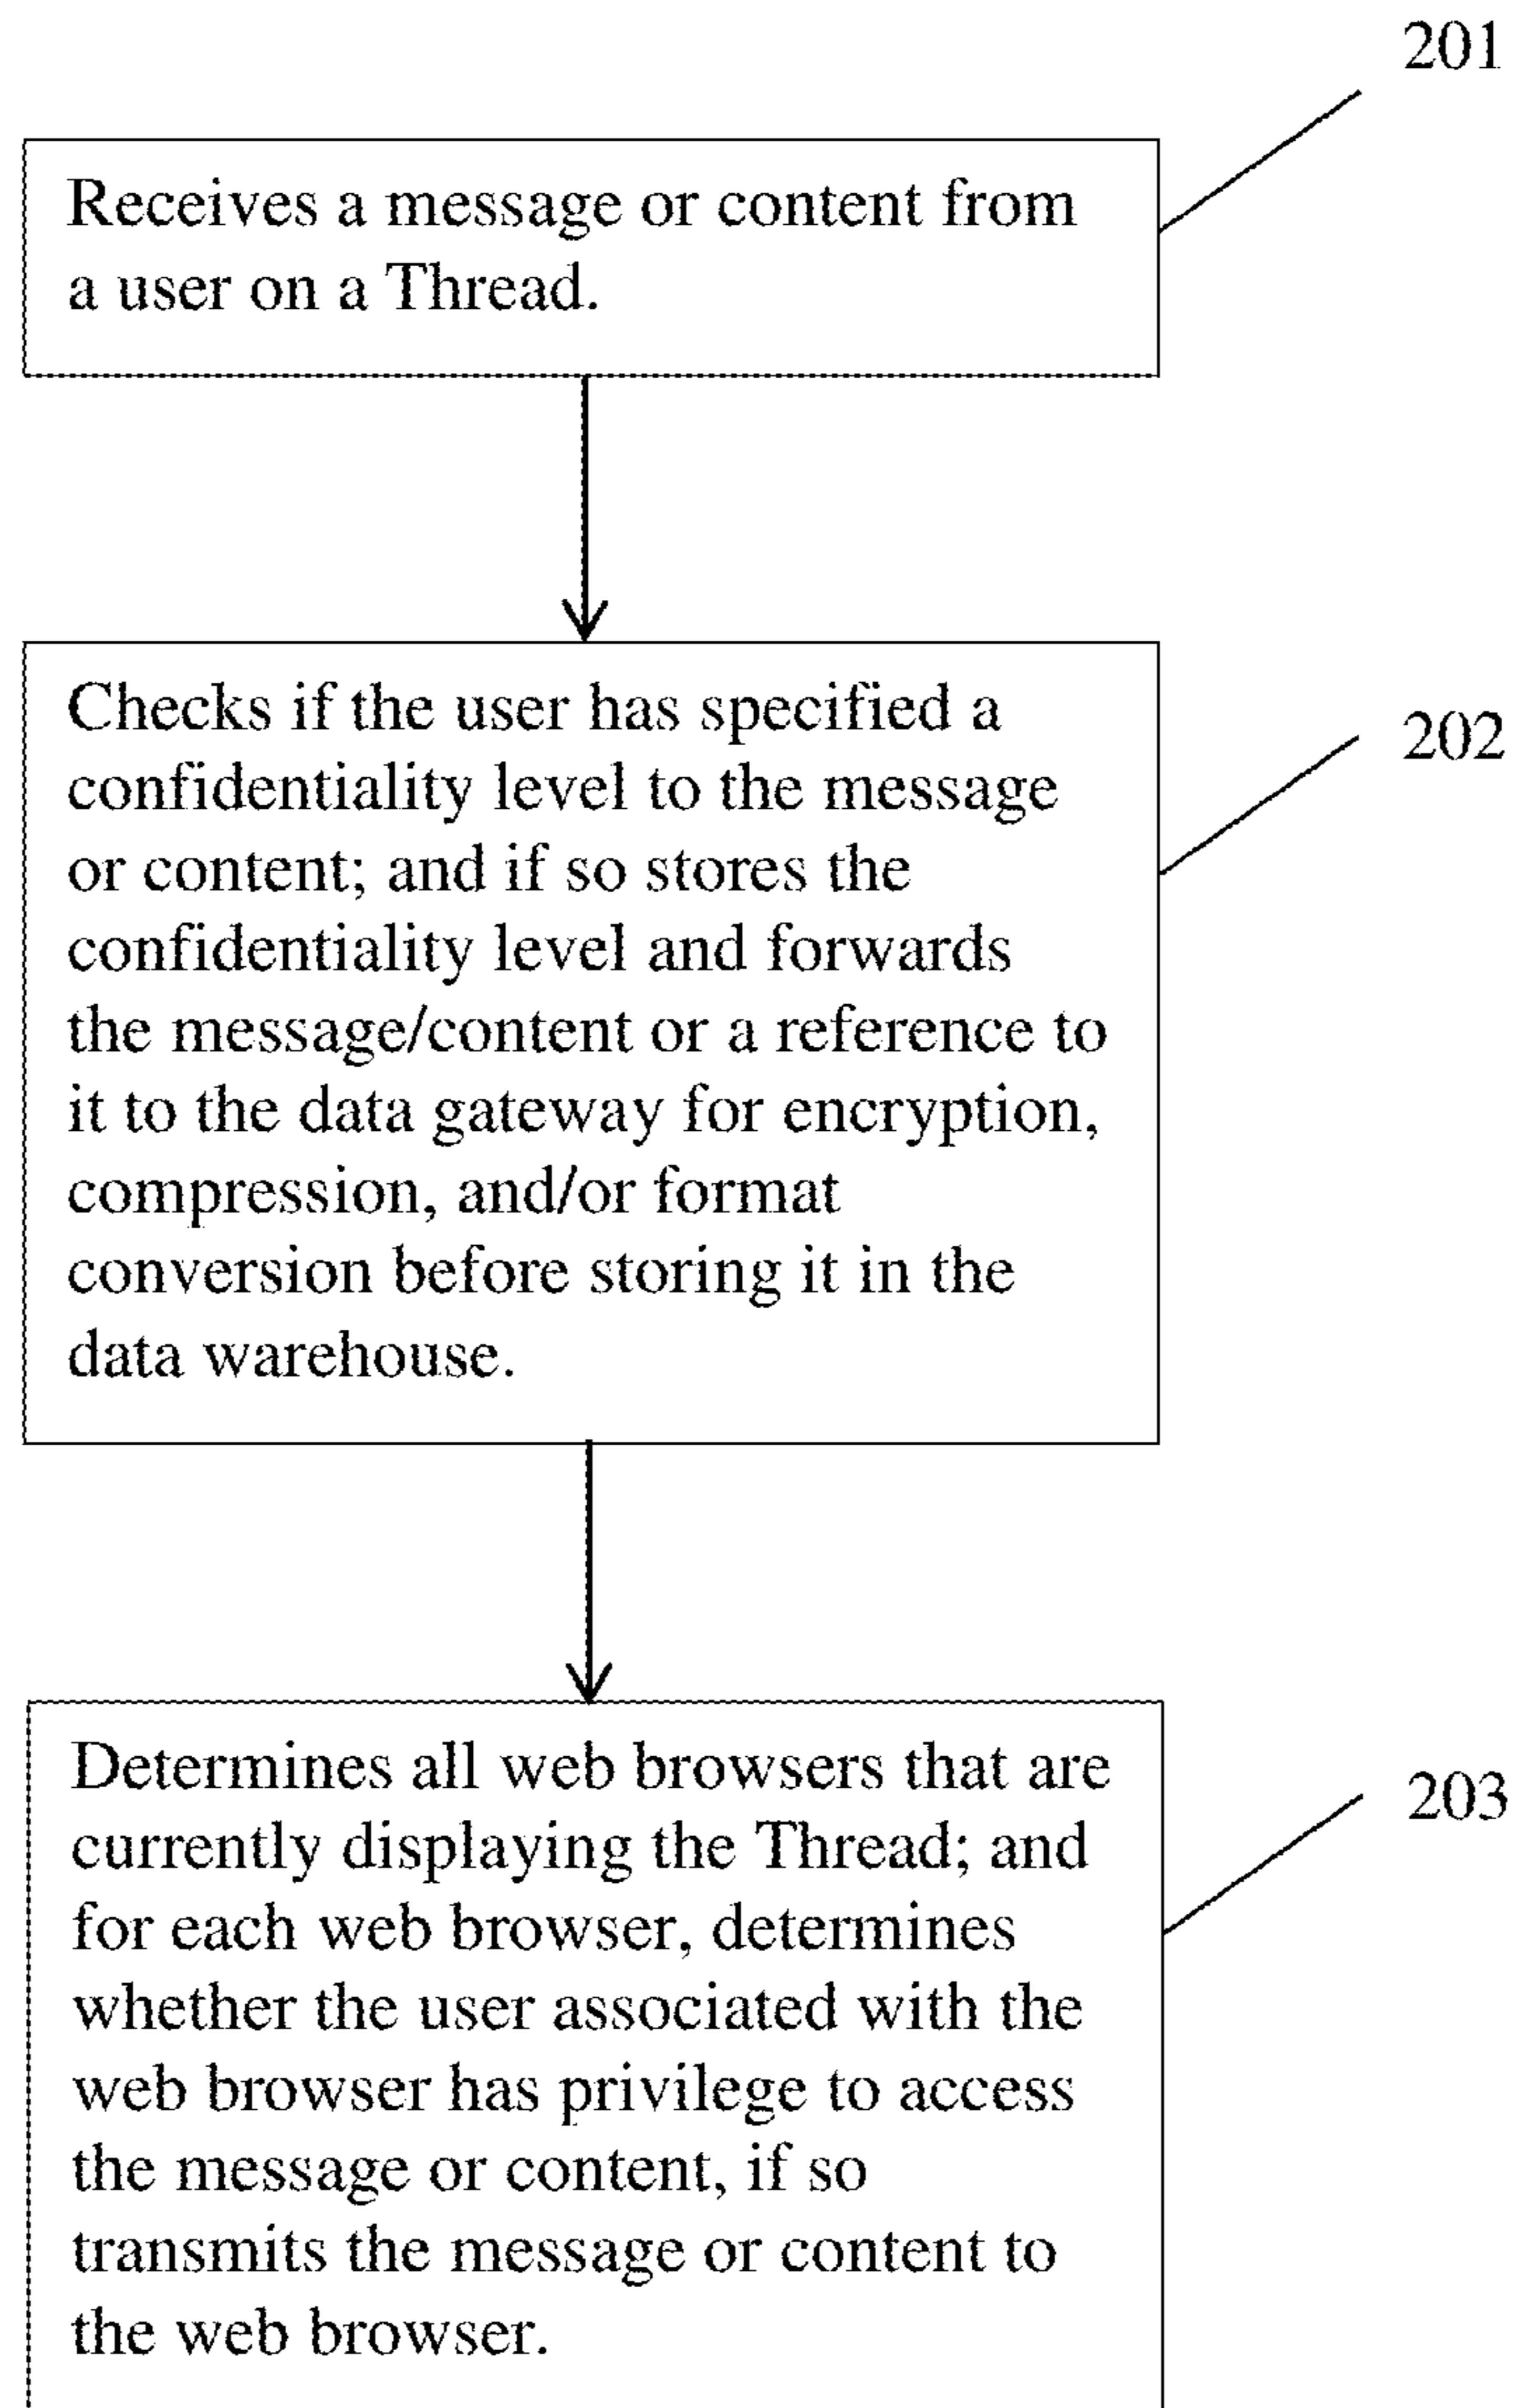 201
Receives a message or content from
a user on a Thread.
Checks if the user has specified a
confidentiality level to the message
or content; and if so stores the
confidentiality level and forwards
the message/content or a reference to
it to the data gateway for encryption,
compression, and/or format
conversion before storing it in the
data warehouse.
202
Determines all web browsers that are
currently displaying the Thread; and
for each web browser, determines
whether the user associated with the
web browser has privilege to access
the message or content, if so
transmits the message or content to
the web browser.
203